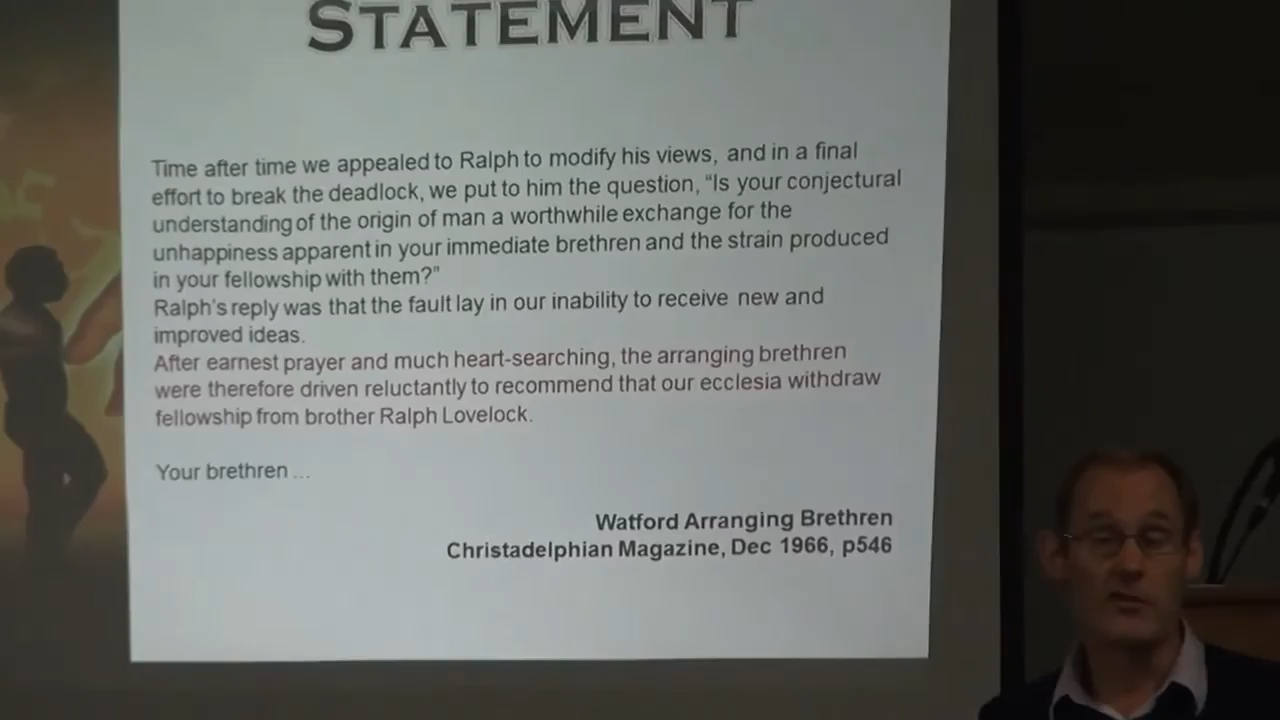 STATEMENT
Time after time we appealed to Ralph to modify his views, and in a final
effort to break the deadlock, we put to him the question, “Is your conjectural
understanding of the origin of man a worthwhile exchange for the
unhappiness apparent in your immediate brethren and the strain produced
in your fellowship with them?”
Ralph’s reply was that the fault lay in our inability to receive new and
improved ideas.
After earnest prayer and much heart-searching, the arranging brethren
were therefore driven reluctantly to recommend that our ecclesia withdraw
fellowship from brother Ralph Lovelock.
Your brethren ...
Watford Arranging Brethren
Christadelphian Magazine, Dec 1966, p546